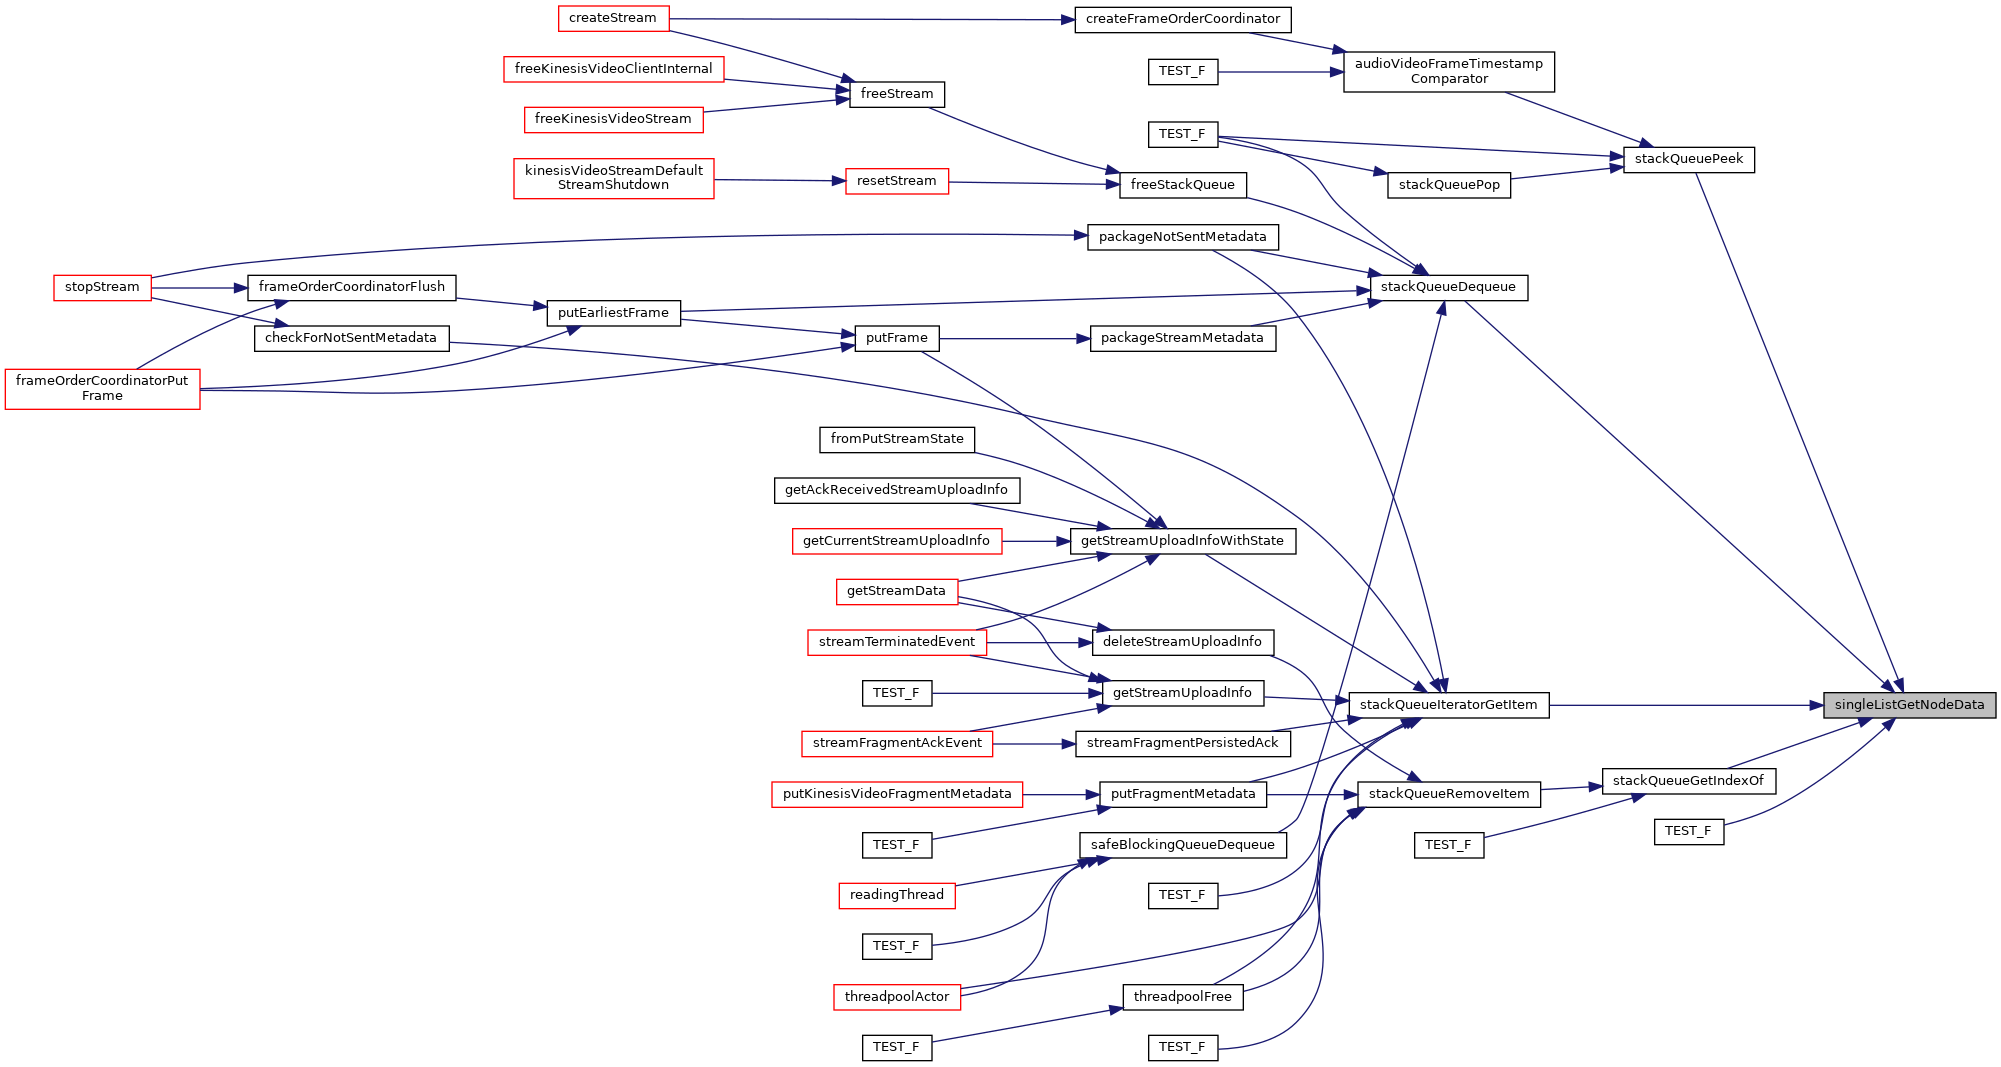 createStream
createFrameOrderCoordinator
freeKinesisVideoClientInternal
TEST_F
audioVideoFrameTimestamp
Comparator
freeStream
freeKinesisVideoStream
TEST_F
stackQueuePeek
kinesisVideoStreamDefault
StreamShutdown
resetStream
freeStackQueue
stackQueuePop
packageNotSentMetadata
stopStream
frameOrderCoordinatorFlush
stackQueueDequeue
putEarliestFrame
checkForNotSentMetadata
putFrame
packageStreamMetadata
frameOrderCoordinatorPut
Frame
fromPutStreamState
getAckReceivedStreamUploadInfo
getCurrentStreamUploadInfo
getStreamUploadInfoWithState
getStreamData
streamTerminatedEvent
deleteStreamUploadInfo
TEST_F
getStreamUploadInfo
stackQueueIteratorGetItem
singleListGetNodeData
streamFragmentAckEvent
streamFragmentPersistedAck
putKinesisVideoFragmentMetadata
putFragmentMetadata
stackQueueRemoveItem
stackQueueGetIndexOf
TEST_F
safeBlockingQueueDequeue
TEST_F
TEST_F
readingThread
TEST_F
TEST_F
threadpoolActor
threadpoolFree
TEST_F
TEST_F